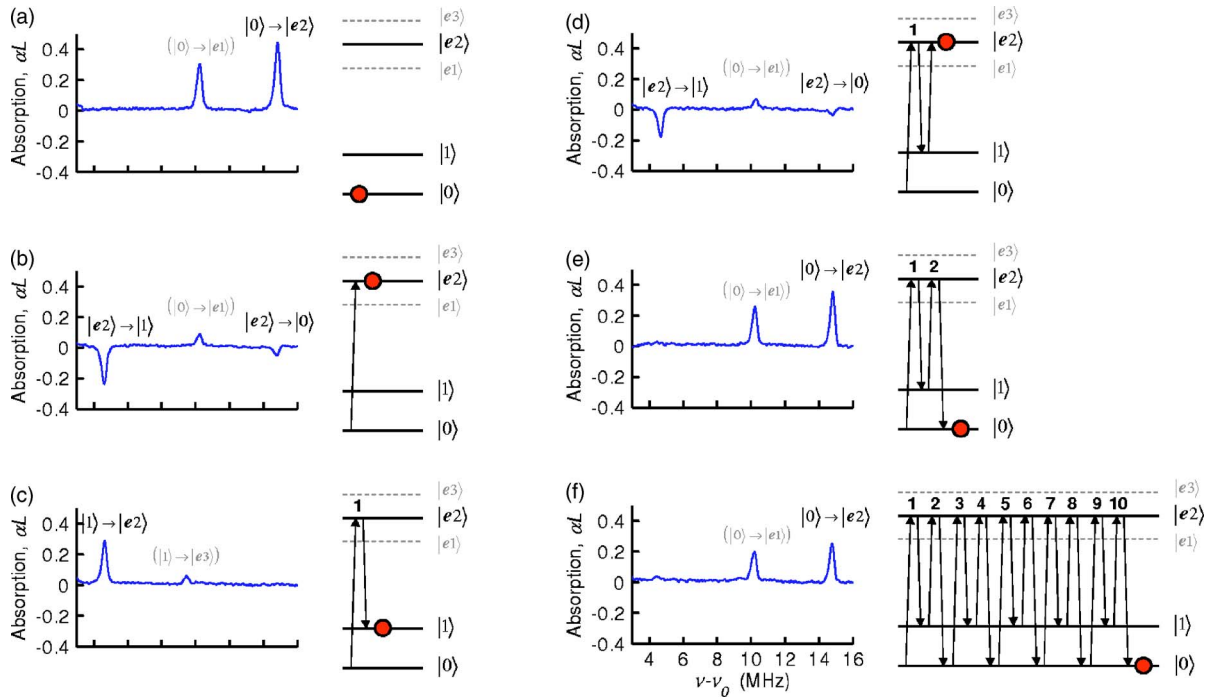 (a)
Absorption, αL
0.4
0.2
0
-0.2
-0.4
(|0⟩→|e1⟩)
|0⟩→|e2⟩
|e3⟩
|e2⟩
|e1⟩
|1⟩
|0⟩
(b)
Absorption, αL
0.4
0.2
0
-0.2
-0.4
|e2⟩→|1⟩
(|0⟩→|e1⟩)
|e2⟩→|0⟩
|e3⟩
|e2⟩
|e1⟩
|1⟩
|0⟩
(c)
Absorption, αL
0.4
0.2
0
-0.2
-0.4
|1⟩→|e2⟩
(|1⟩→|e3⟩)
1
|e3⟩
|e2⟩
|e1⟩
|1⟩
|0⟩
(d)
Absorption, αL
0.4
0.2
0
-0.2
-0.4
|e2⟩→|1⟩
(|0⟩→|e1⟩)
|e2⟩→|0⟩
1
|e3⟩
|e2⟩
|e1⟩
|1⟩
|0⟩
(e)
Absorption, αL
0.4
0.2
0
-0.2
-0.4
(|0⟩→|e1⟩)
|0⟩→|e2⟩
1 2
|e3⟩
|e2⟩
|e1⟩
|1⟩
|0⟩
(f)
Absorption, αL
0.4
0.2
0
-0.2
-0.4
(|0⟩→|e1⟩)
|0⟩→|e2⟩
4 6 8 10 12 14 16
ν-ν0 (MHz)
1 2 3 4 5 6 7 8 9 10
|e3⟩
|e2⟩
|e1⟩
|1⟩
|0⟩